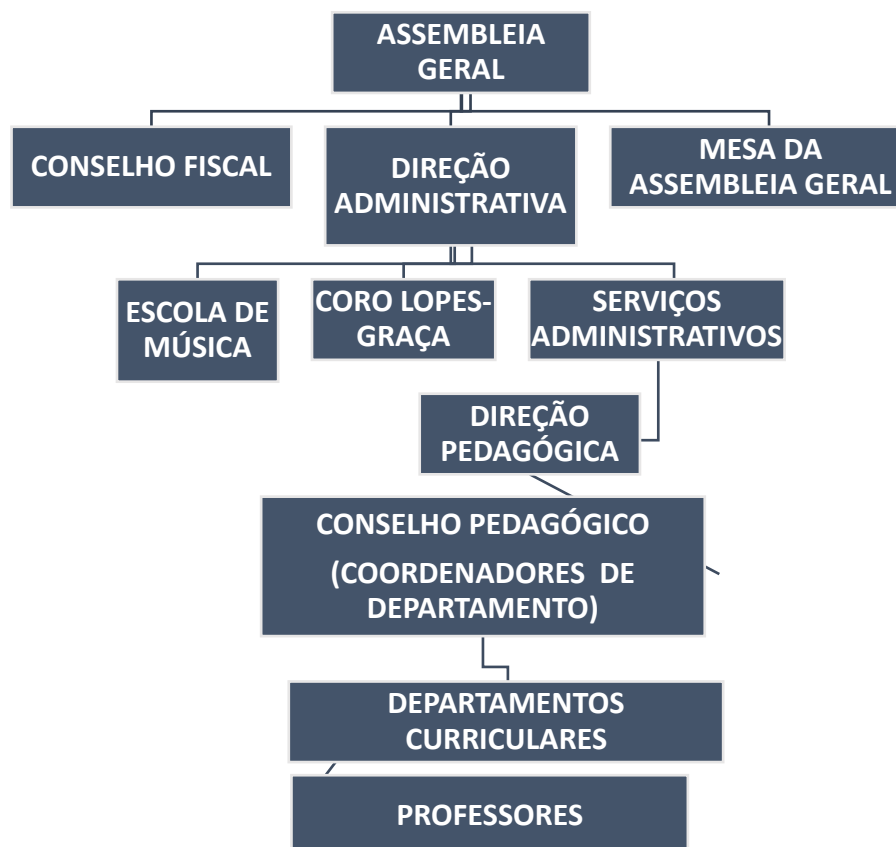 ASSEMBLEIA
GERAL
CONSELHO FISCAL
DIREÇÃO
ADMINISTRATIVA
MESA DA
ASSEMBLEIA GERAL
ESCOLA DE
MÚSICA
CORO LOPES-
GRAÇA
SERVIÇOS
ADMINISTRATIVOS
DIREÇÃO
PEDAGÓGICA
CONSELHO PEDAGÓGICO
(COORDENADORES DE
DEPARTAMENTO)
DEPARTAMENTOS
CURRICULARES
PROFESSORES